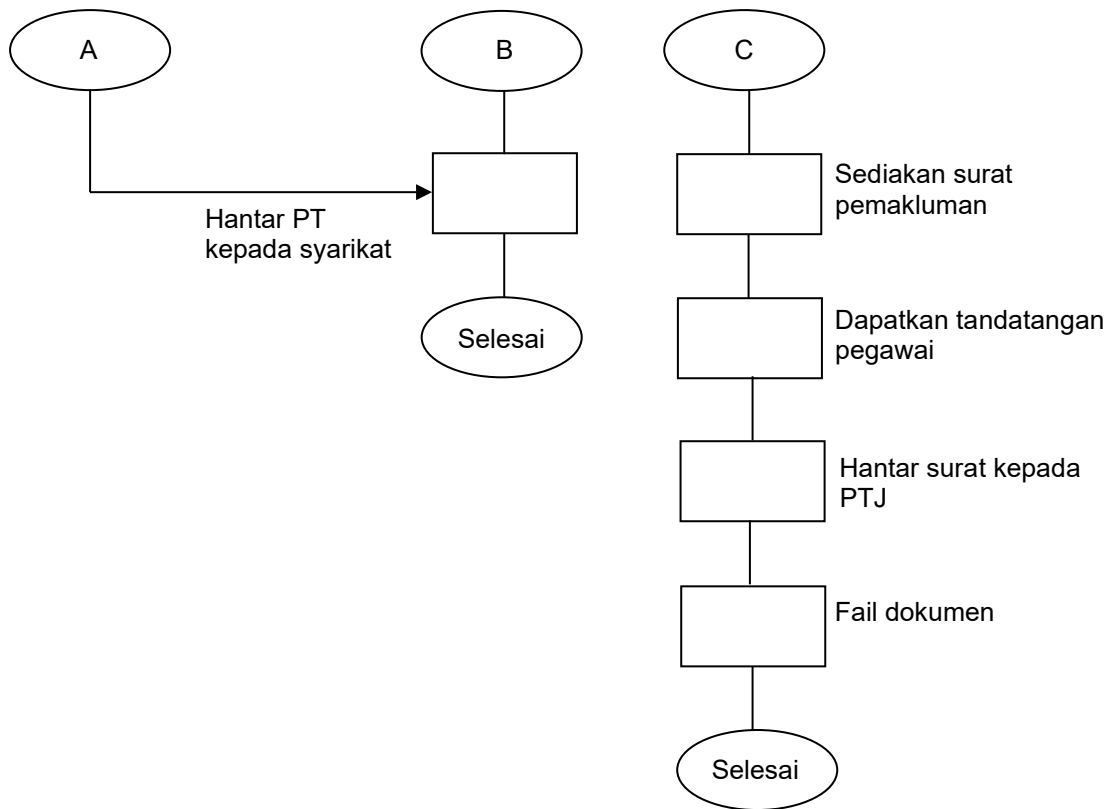 A
B
C
Hantar PT
kepada syarikat
Selesai
Sediakan surat
pemakluman
Dapatkan tandatangan
pegawai
Hantar surat kepada
PTJ
Fail dokumen
Selesai